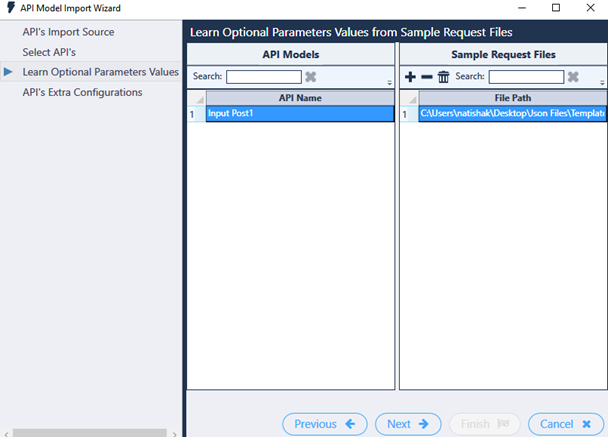 API Model Import Wizard
API's Import Source
Select API's
Learn Optional Parameters Values
API's Extra Configurations
Learn Optional Parameters Values from Sample Request Files
API Models
Search:
API Name
1 Input Post1
Sample Request Files
Search:
File Path
1 C:\Users\natishak\Desktop\Json Files\Template
Previous
Next
Finish
Cancel